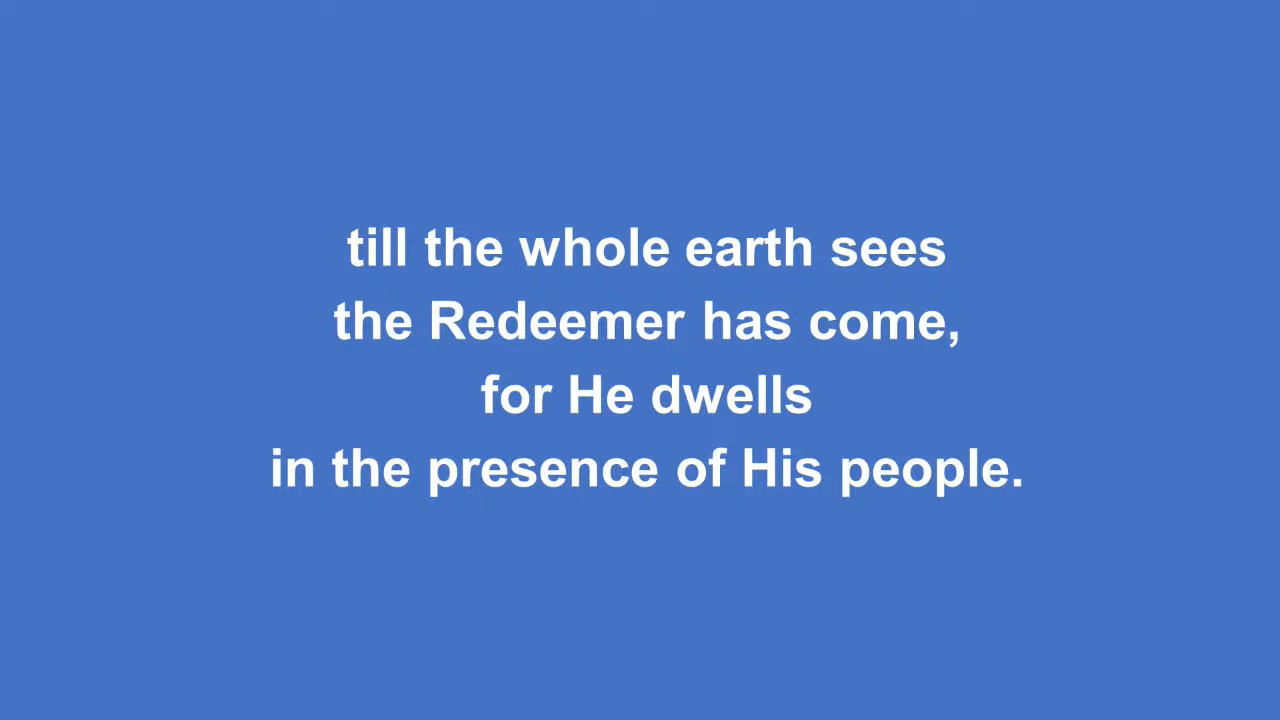 till the whole earth sees
the Redeemer has come,
for He dwells
in the presence of His people.